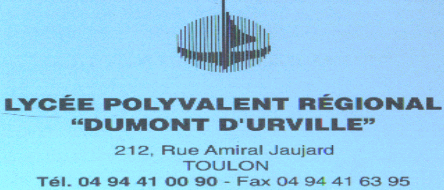 LYCÉE POLYVALENT RÉGIONAL
“DUMONT D'URVILLE”
212, Rue Amiral Jaujard
TOULON
Tél. 04 94 41 00 90 - Fax 04 94 41 63 95